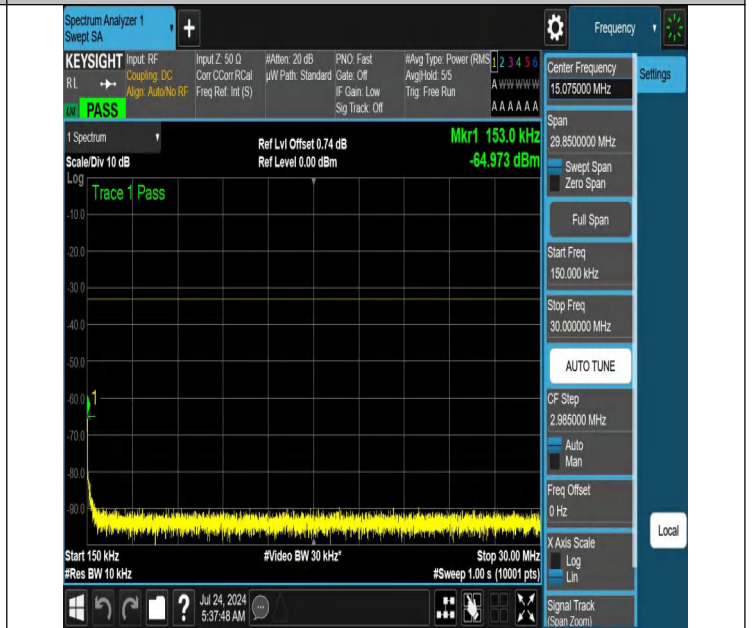 Spectrum Analyzer 1
Swept SA
Frequency
KEYSIGHT
RL
PASS
Input: RF
Coupling: DC
Align: Auto/No RF
Input Z: 50 Ω
Corr CCorr RCal
Freq Ref: Int (S)
#Atten: 20 dB
µW Path: Standard
PNO: Fast
Gate: Off
IF Gain: Low
Sig Track: Off
#Avg Type: Power (RMS
Avg|Hold: 5/5
Trig: Free Run
1 2 3 4 5 6
A W W W W W
A A A A A A
1 Spectrum
Scale/Div 10 dB
Ref Lvl Offset 0.74 dB
Ref Level 0.00 dBm
Mkr1 153.0 kHz
-64.973 dBm
Log
Trace 1 Pass
-10.0
-20.0
-30.0
-40.0
-50.0
-60.0
-70.0
-80.0
-90.0
1
Start 150 kHz
#Video BW 30 kHz*
Stop 30.00 MHz
#Res BW 10 kHz
#Sweep 1.00 s (10001 pts)
Jul 24, 2024
5:37:48 AM
Center Frequency
15.075000 MHz
Settings
Span
29.8500000 MHz
Swept Span
Zero Span
Full Span
Start Freq
150.000 kHz
Stop Freq
30.000000 MHz
AUTO TUNE
CF Step
2.985000 MHz
Auto
Man
Freq Offset
0 Hz
X Axis Scale
Log
Lin
Local
Signal Track
(Span Zoom)